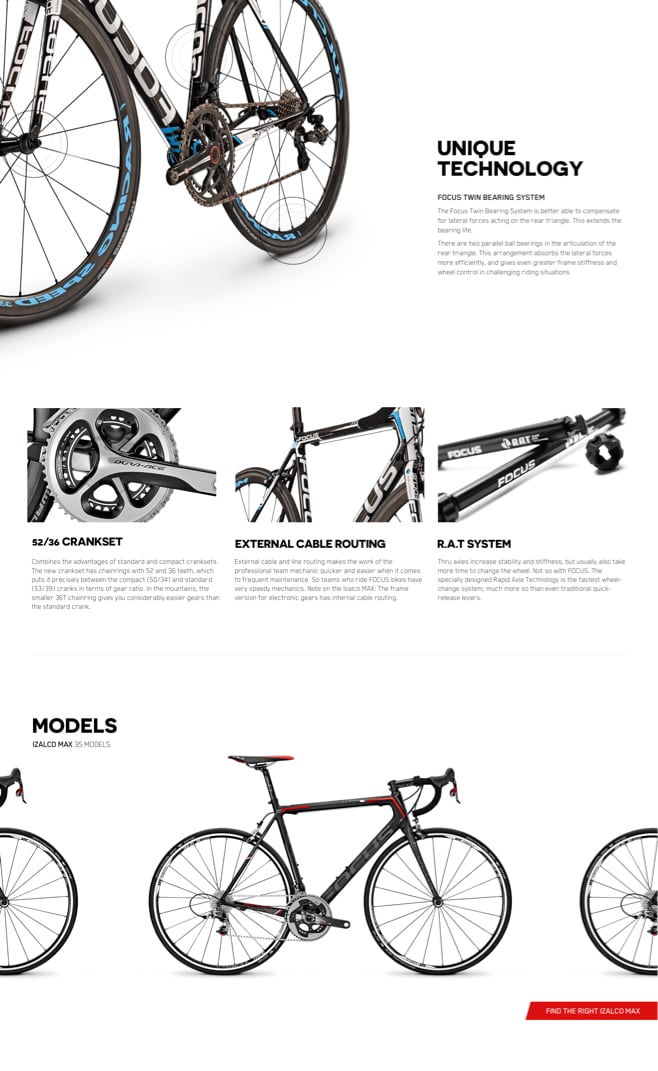 FOCUS
RACING SPEED
UNIQUE
TECHNOLOGY
FOCUS TWIN BEARING SYSTEM
The Focus Twin Bearing System is better able to compensate
for lateral forces acting on the rear triangle. This extends the
bearing life.
There are two parallel ball bearings in the articulation of the
rear triangle. This arrangement absorbs the lateral forces
more efficiently, and gives even greater frame stiffness and
wheel control in challenging riding situations.
DURA-ACE
FOCUS
FOCUS
R.A.T
FOCUS
52/36 CRANKSET
Combines the advantages of standard and compact cranksets.
The new crankset has chainrings with 52 and 36 teeth, which
puts it precisely between the compact (50/34) and standard
(53/39) cranks in terms of gear ratio. In the mountains, the
smaller 36T chainring gives you considerably easier gears than
the standard crank.
EXTERNAL CABLE ROUTING
External cable and line routing makes the work of the
professional team mechanic quicker and easier when it comes
to frequent maintenance. So teams who ride FOCUS bikes have
very speedy mechanics. Note on the Izalco MAX: The frame
version for electronic gears has internal cable routing.
R.A.T SYSTEM
Thru axles increase stability and stiffness, but usually also take
more time to change the wheel. Not so with FOCUS. The
specially designed Rapid Axle Technology is the fastest wheel-
change system; much more so than even traditional quick-
release levers.
MODELS
IZALCO MAX 35 MODELS
FOCUS
FIND THE RIGHT IZALCO MAX